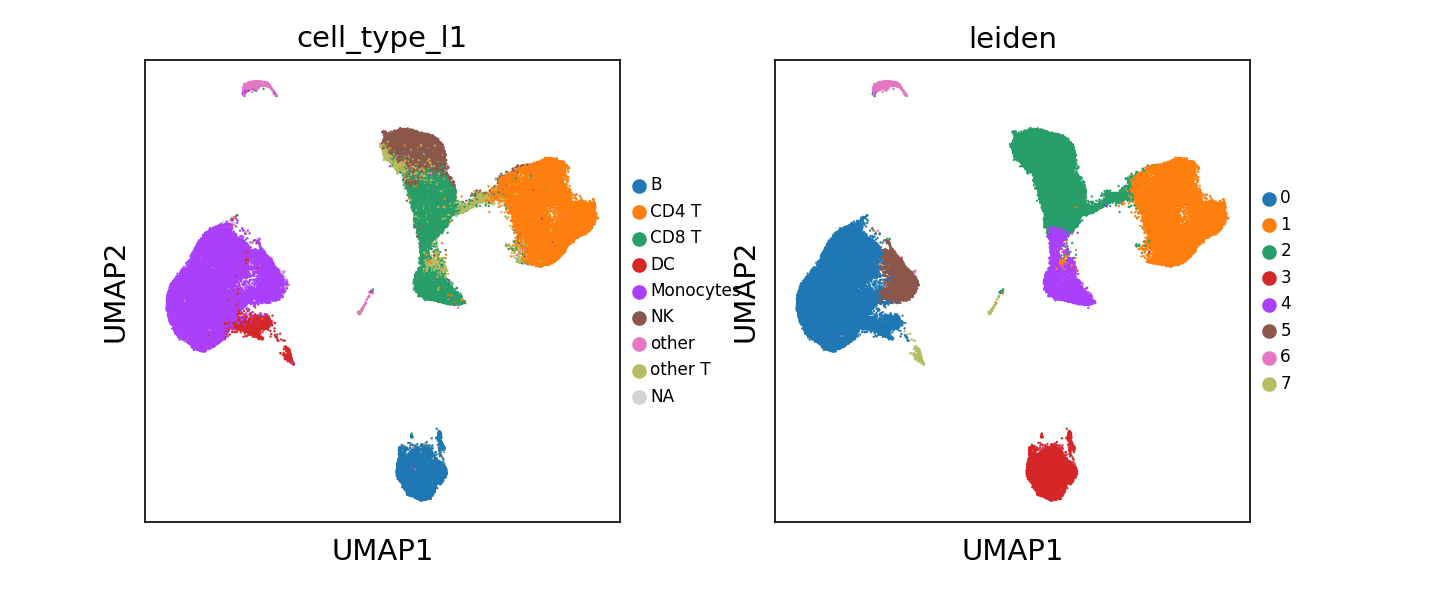 cell_type_l1
UMAP2
UMAP1
B
CD4 T
CD8 T
DC
Monocytes
NK
other
other T
NA
leiden
UMAP2
UMAP1
0
1
2
3
4
5
6
7